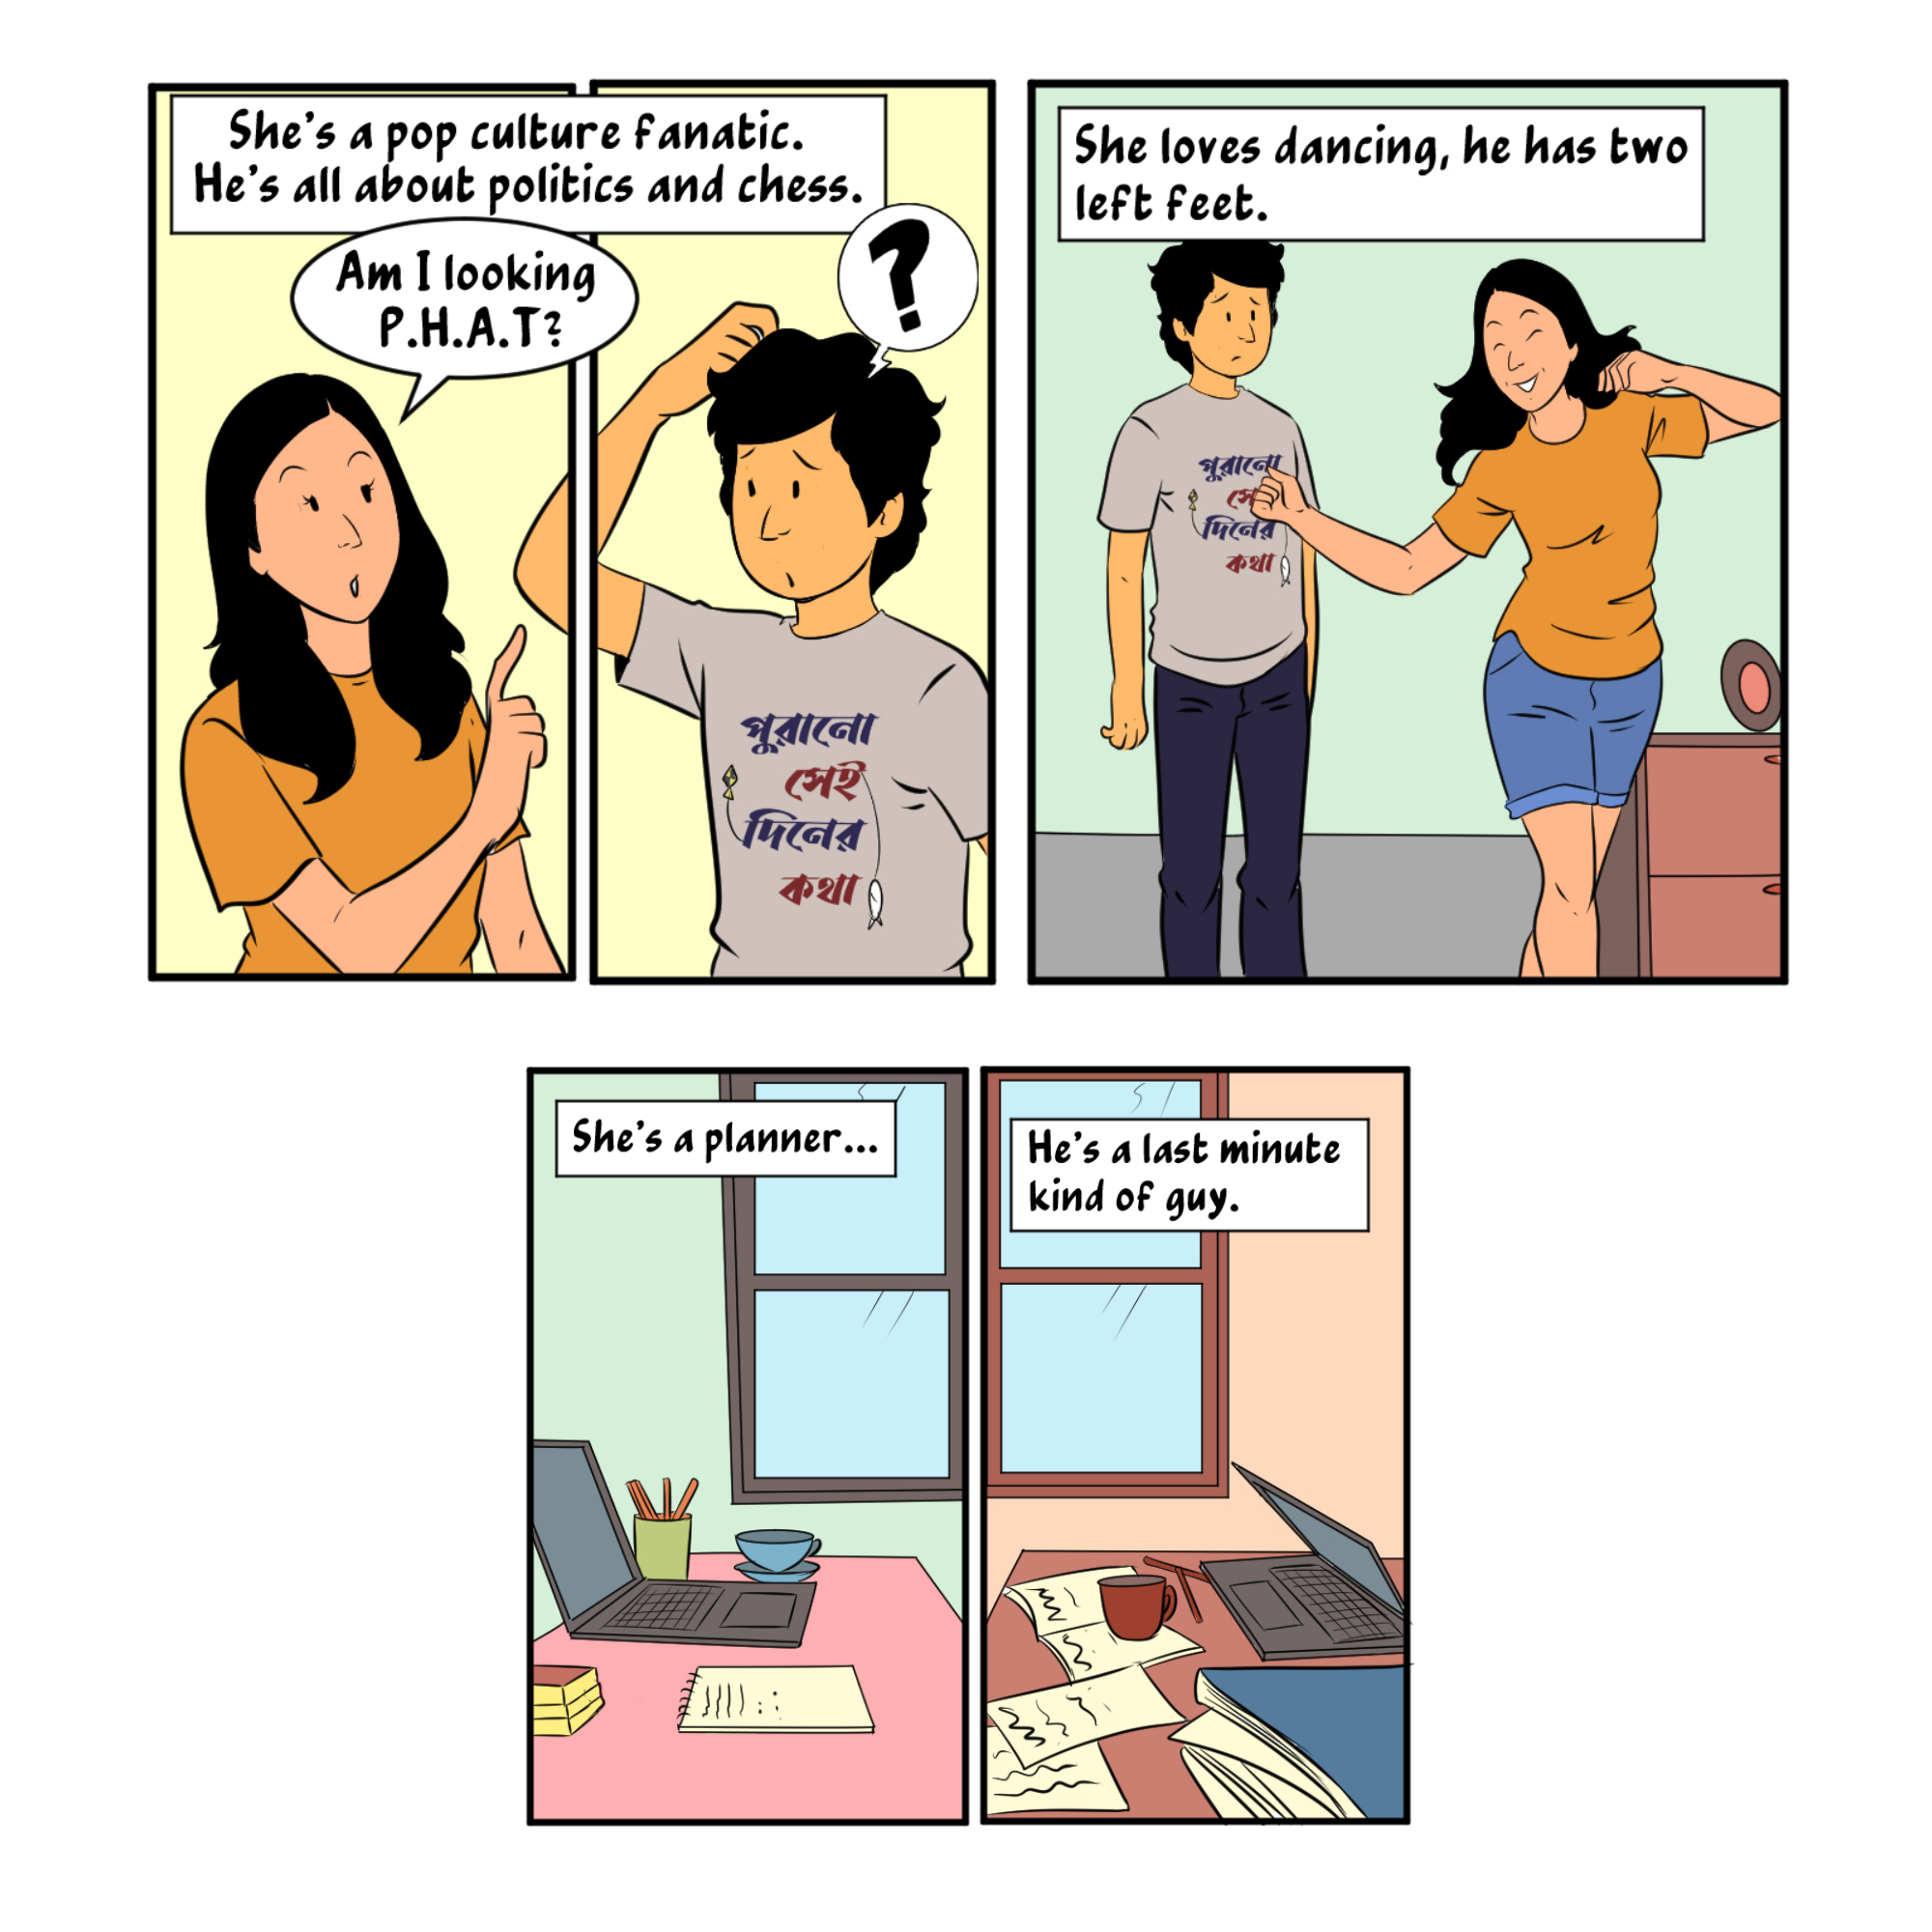 She's a pop culture fanatic.
He's all about politics and chess.
Am I looking
P.H.A.T?
?
পুরানো
সেই
দিনের
কথা
She loves dancing, he has two
left feet.
পুরানো
সে
দিনের
কথা
She's a planner...
He's a last minute
kind of guy.